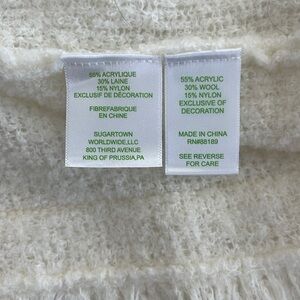 55% ACRYLIQUE
30% LAINE
15% NYLON
EXCLUSIF DE DÉCORATION
FIBREFABRIQUE
EN CHINE
SUGARTOWN
WORLDWIDE,LLC
800 THIRD AVENUE
KING OF PRUSSIA,PA
55% ACRYLIC
30% WOOL
15% NYLON
EXCLUSIVE OF
DECORATION
MADE IN CHINA
RN#88189
SEE REVERSE
FOR CARE